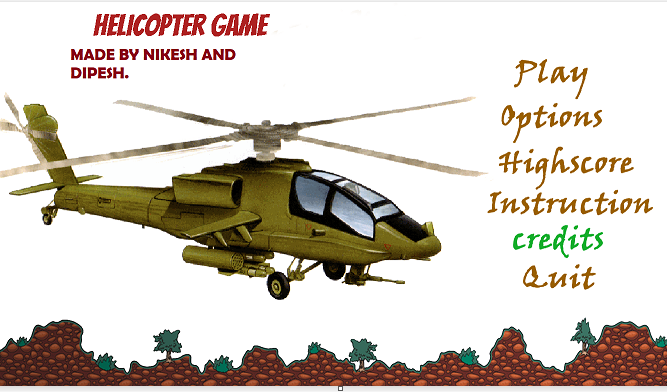 HELICOPTER GAME
MADE BY NIKESH AND
DIPESH.
Play
Options
Highscore
Instruction
credits
Quit